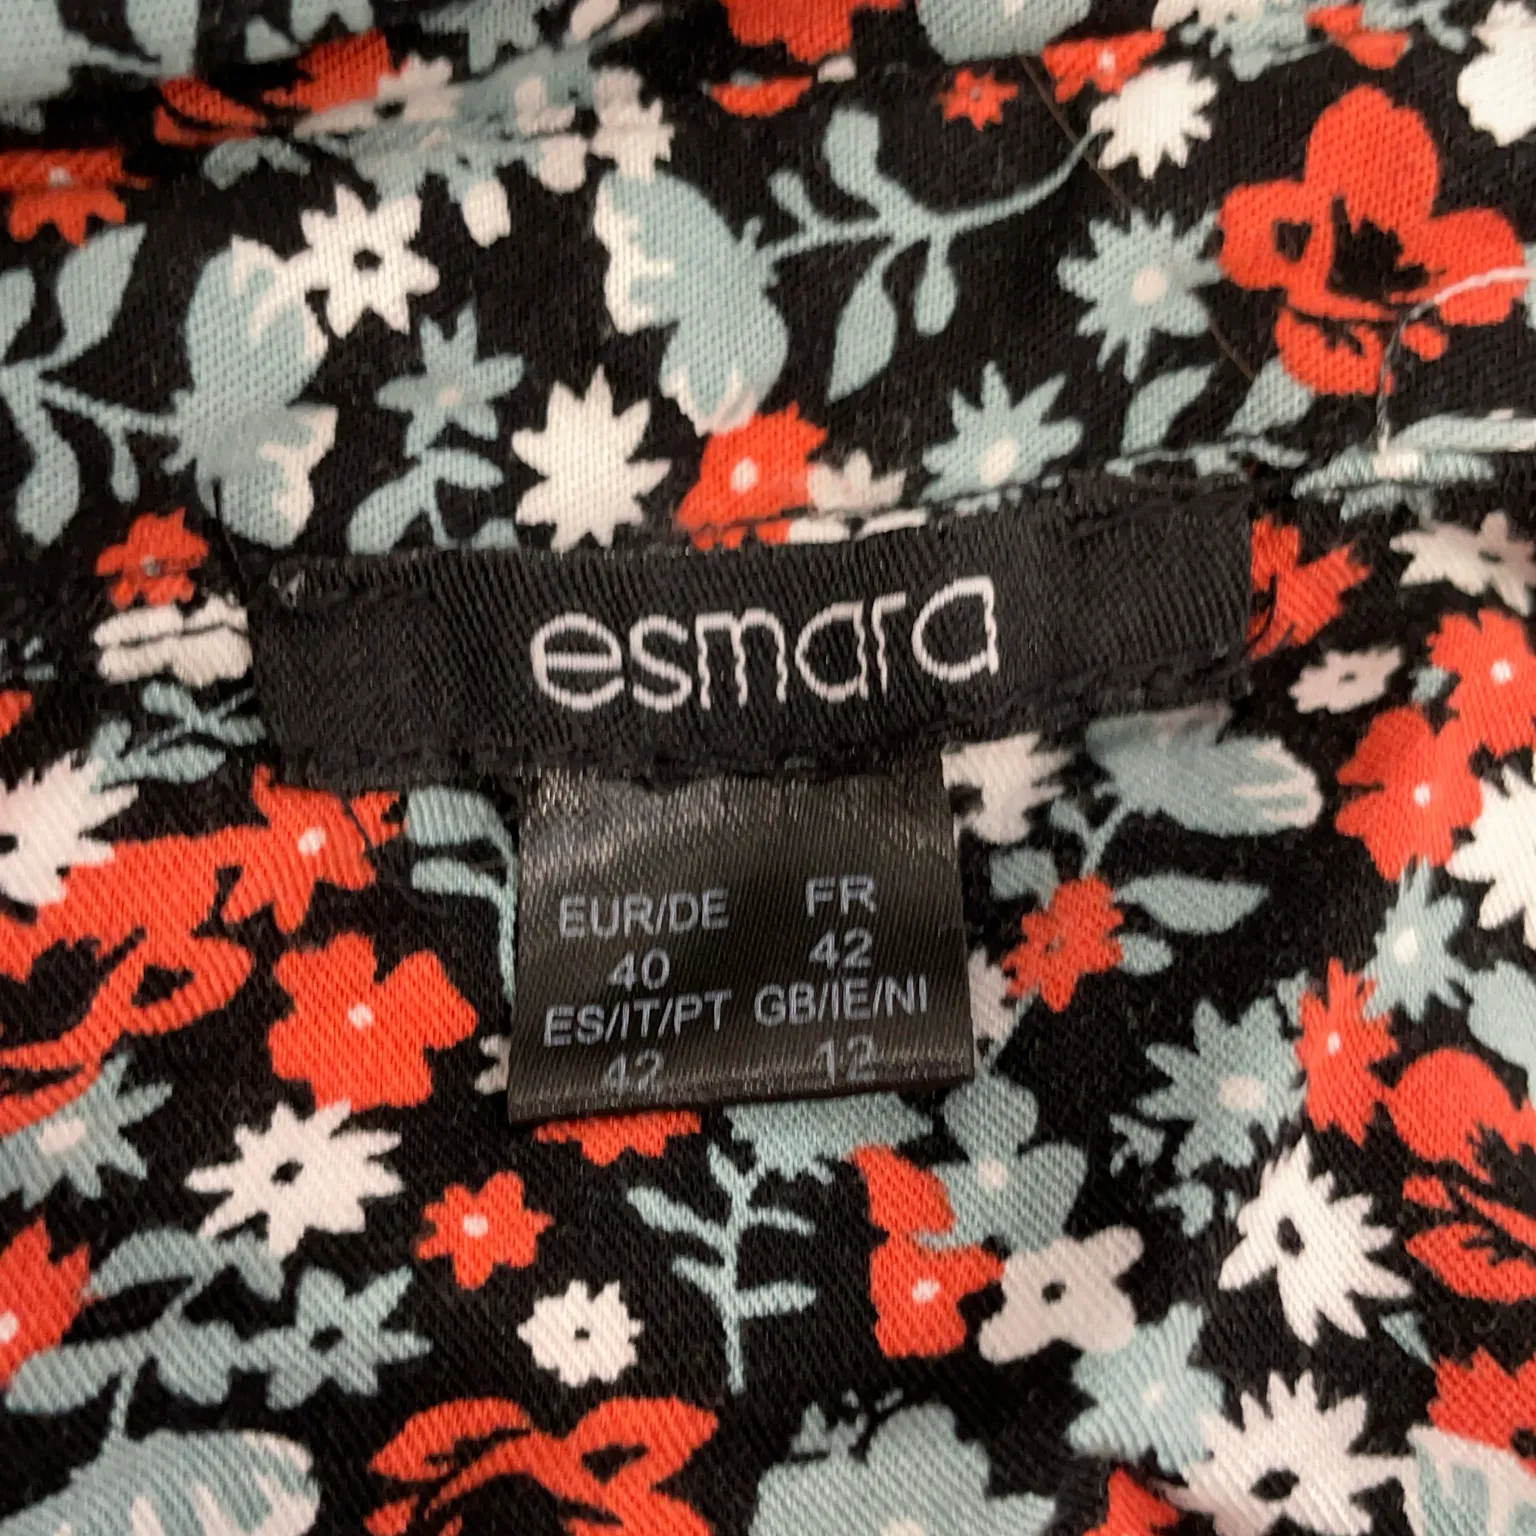 esmara
EUR/DE FR
40 42
ES/IT/PT GB/IE/NI
42 12